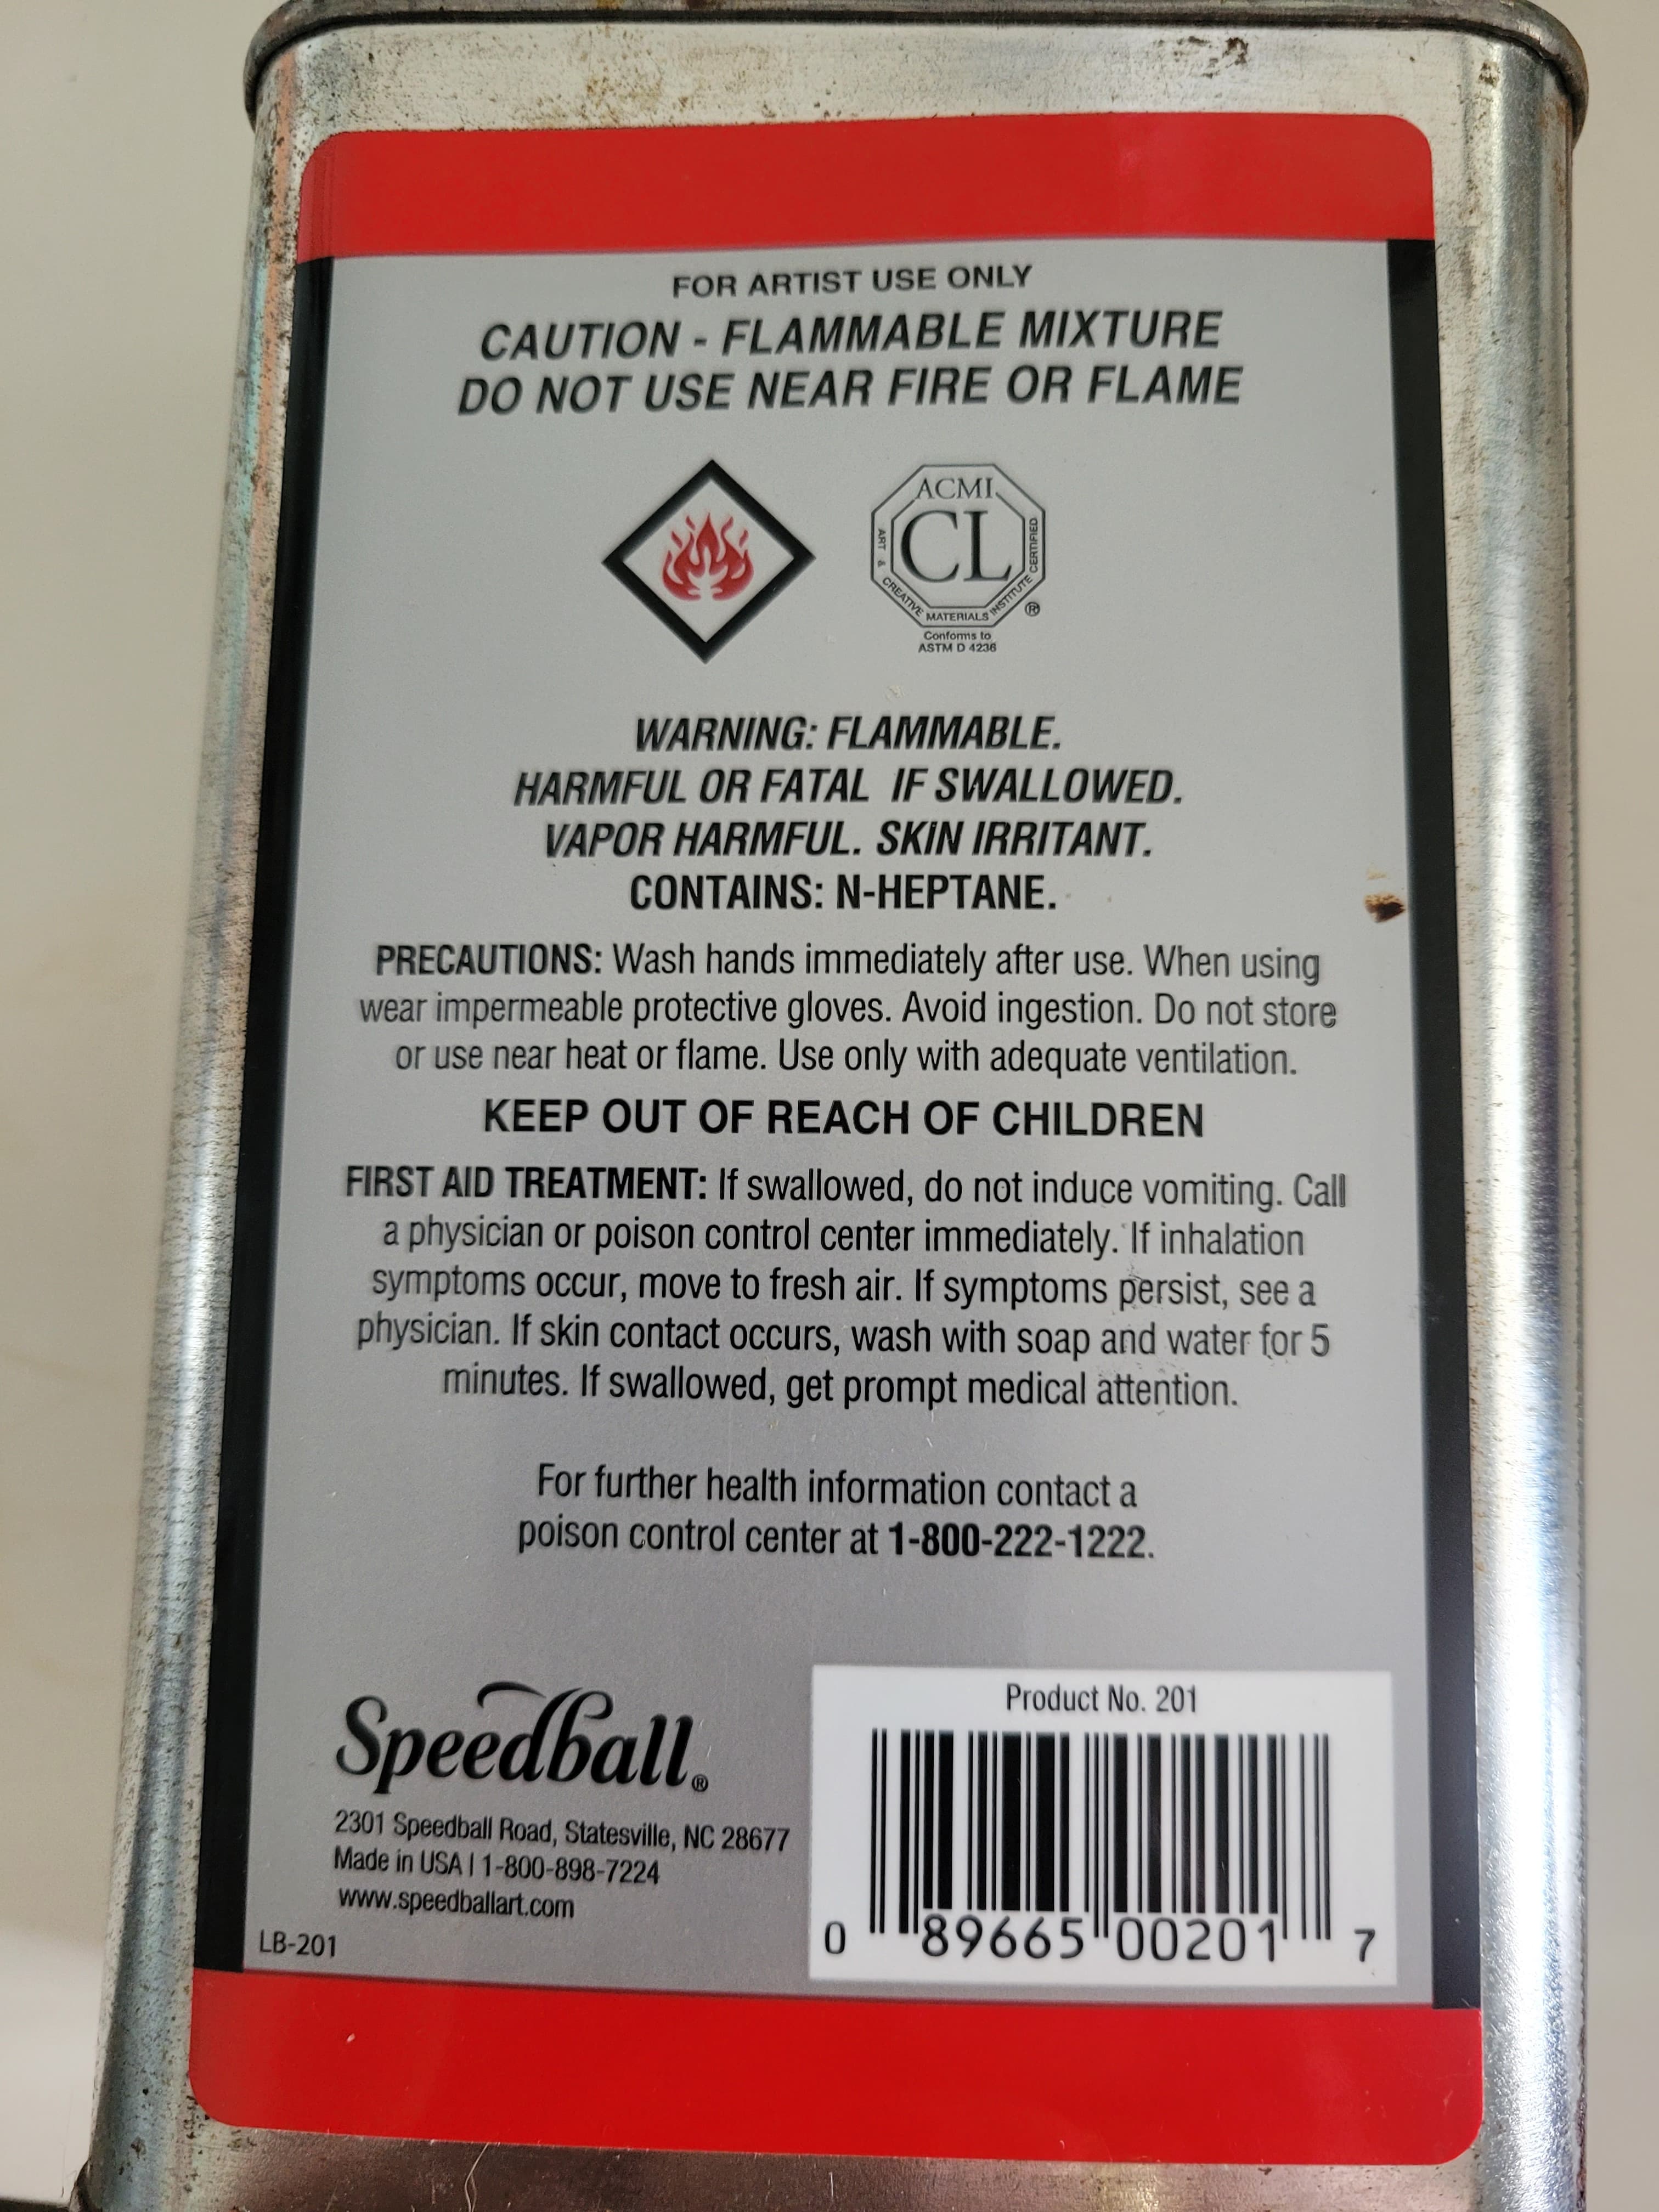 FOR ARTIST USE ONLY
CAUTION - FLAMMABLE MIXTURE
DO NOT USE NEAR FIRE OR FLAME
ACMI
CL
ART & CREATIVE MATERIALS INSTITUTE CERTIFIED
®
Conforms to
ASTM D 4236
WARNING: FLAMMABLE.
HARMFUL OR FATAL IF SWALLOWED.
VAPOR HARMFUL. SKIN IRRITANT.
CONTAINS: N-HEPTANE.
PRECAUTIONS: Wash hands immediately after use. When using
wear impermeable protective gloves. Avoid ingestion. Do not store
or use near heat or flame. Use only with adequate ventilation.
KEEP OUT OF REACH OF CHILDREN
FIRST AID TREATMENT: If swallowed, do not induce vomiting. Call
a physician or poison control center immediately. If inhalation
symptoms occur, move to fresh air. If symptoms persist, see a
physician. If skin contact occurs, wash with soap and water for 5
minutes. If swallowed, get prompt medical attention.
For further health information contact a
poison control center at 1-800-222-1222.
Speedball®
2301 Speedball Road, Statesville, NC 28677
Made in USA | 1-800-898-7224
www.speedballart.com
LB-201
Product No. 201
0 89665 00201 7